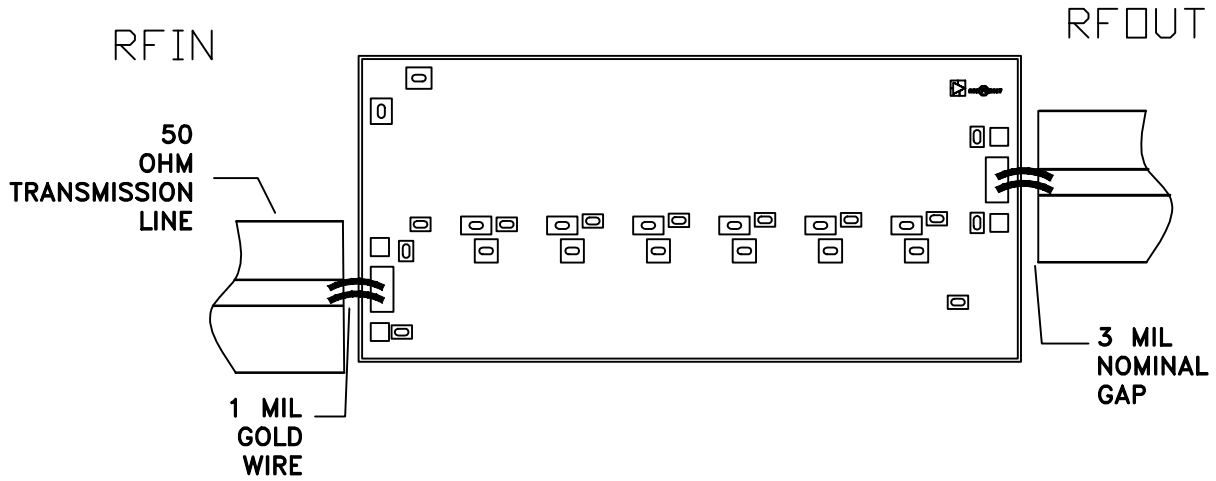 RFIN
RFOUT
50
OHM
TRANSMISSION
LINE
1 MIL
GOLD
WIRE
3 MIL
NOMINAL
GAP